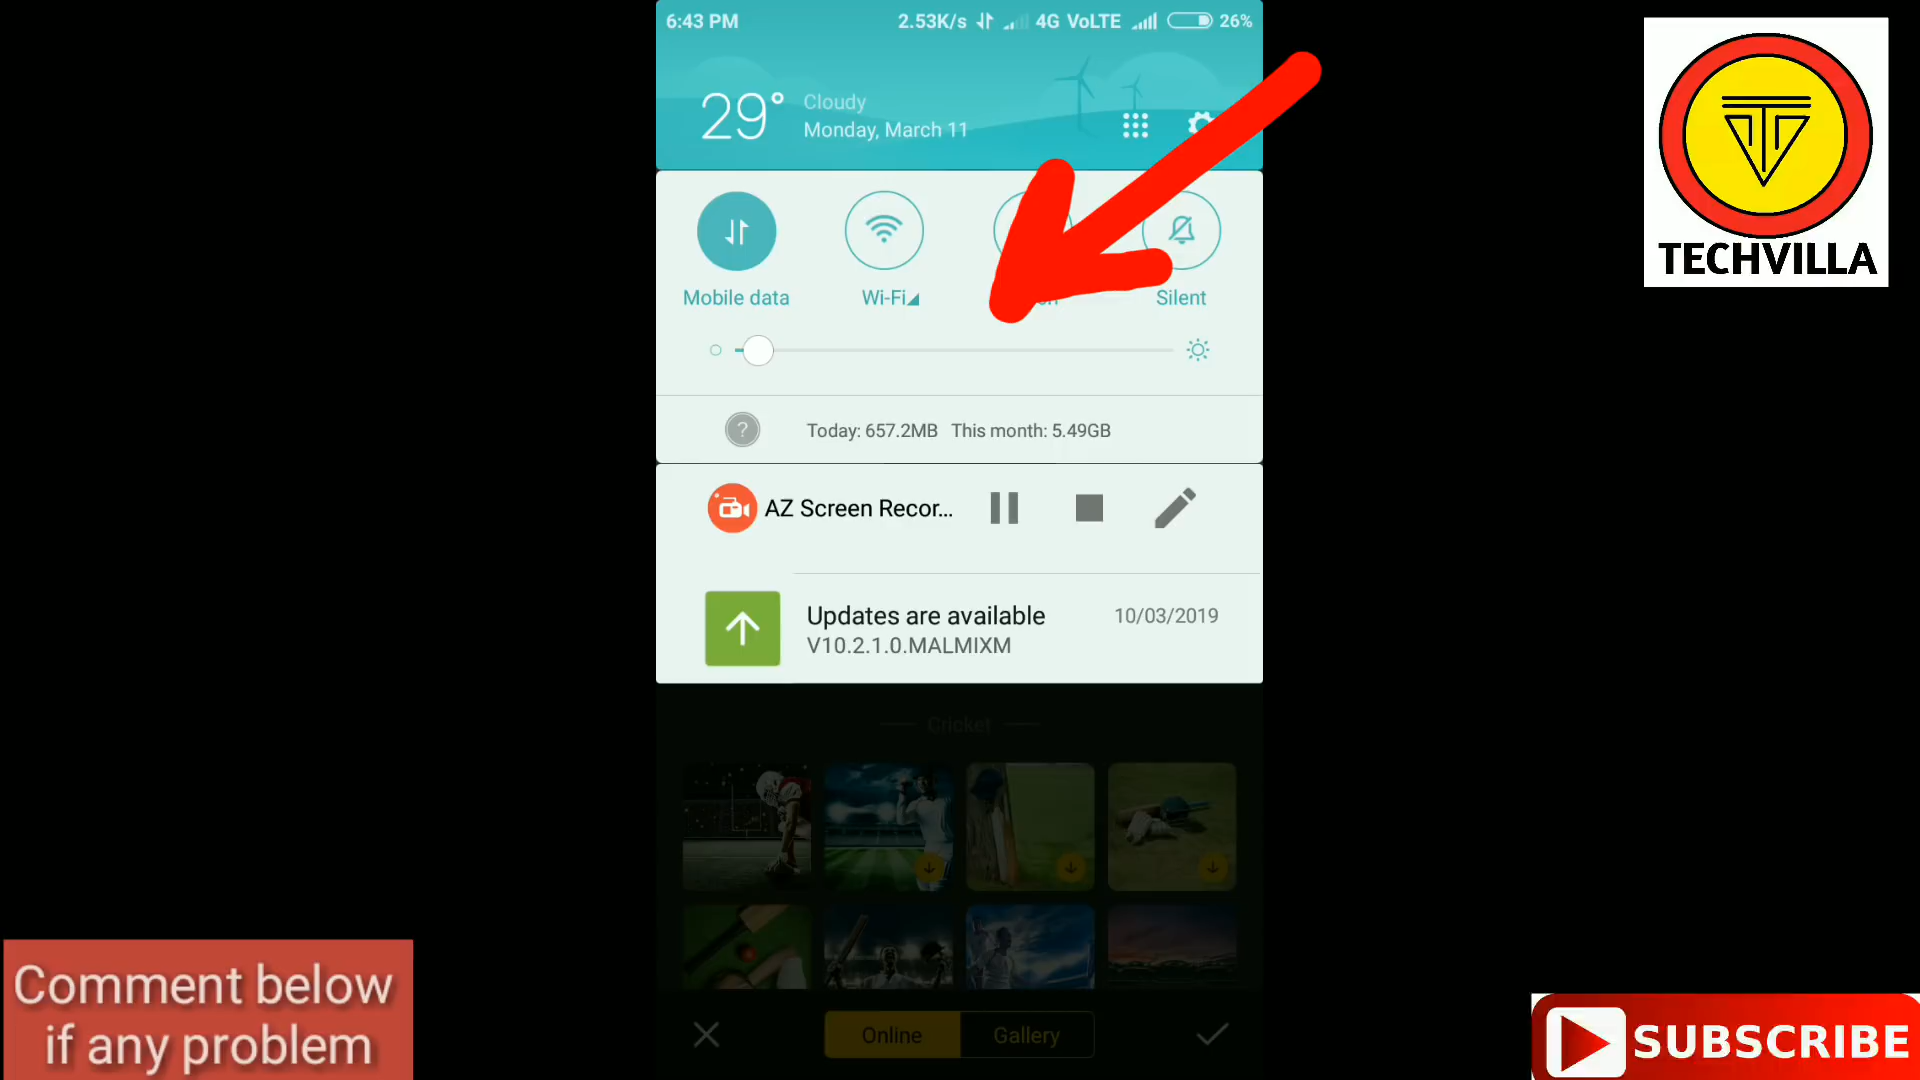 6:43 PM
2.53K/s 4G VoLTE 26%
29°
Cloudy
Monday, March 11
TECHVILLA
Mobile data
Wi-Fi
Silent
?
Today: 657.2MB This month: 5.49GB
AZ Screen Recor...
Updates are available
10/03/2019
V10.2.1.0.MALMIXM
Cricket
Online
Gallery
Comment below
if any problem
SUBSCRIBE